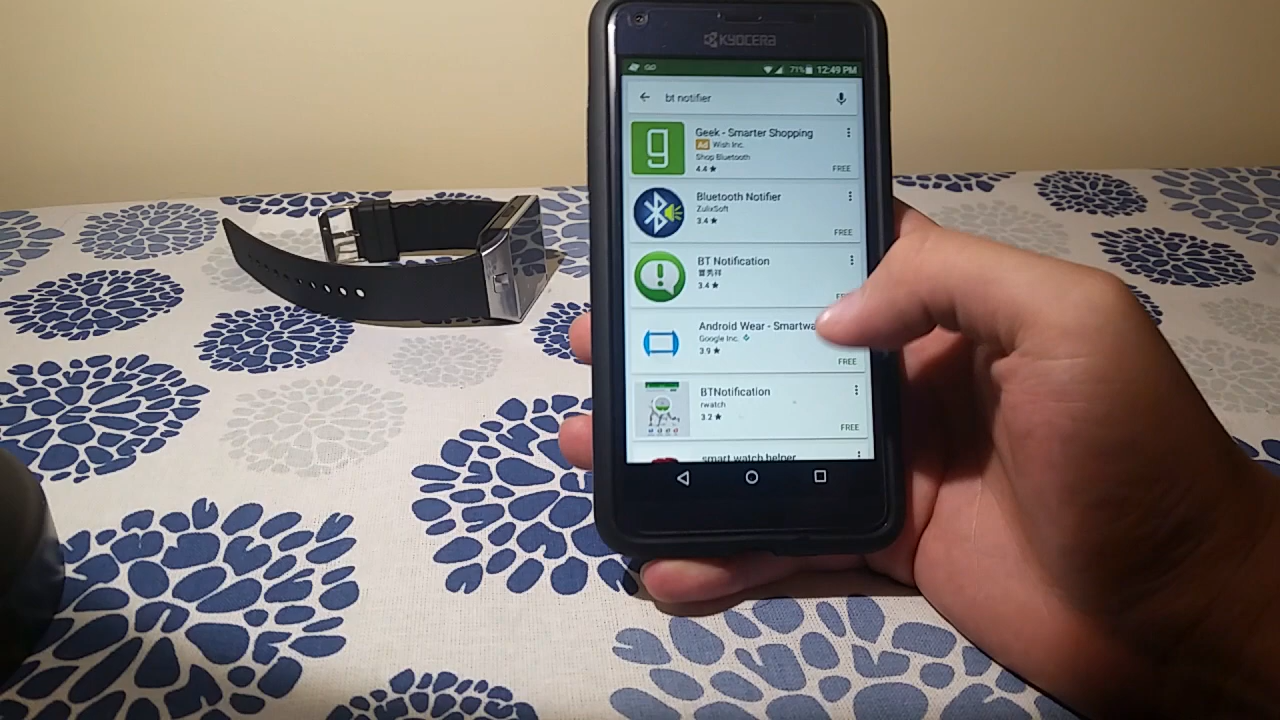 KYOCERA
71% 12:49 PM
bt notifier
g
Geek - Smarter Shopping
Ad Wish Inc.
Shop Bluetooth
4.4 ★
FREE
Bluetooth Notifier
ZulixSoft
3.4 ★
FREE
BT Notification
3.4 ★
Android Wear - Smartwa
Google Inc.
3.9 ★
FREE
BTNotification
rwatch
3.2 ★
FREE
smart watch helper